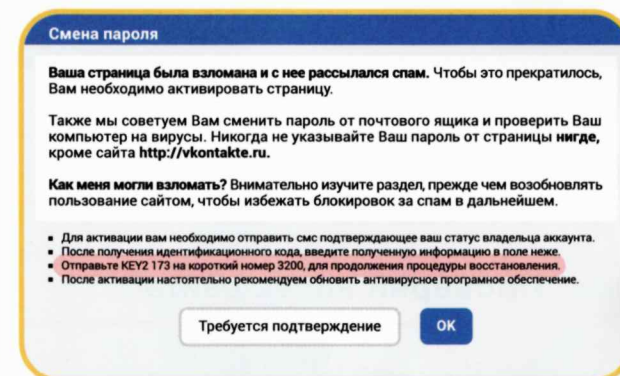 Смена пароля
Ваша страница была взломана и с нее рассылался спам. Чтобы это прекратилось,
Вам необходимо активировать страницу.
Также мы советуем Вам сменить пароль от почтового ящика и проверить Ваш
компьютер на вирусы. Никогда не указывайте Ваш пароль от страницы нигде,
кроме сайта http://vkontakte.ru.
Как меня могли взломать? Внимательно изучите раздел, прежде чем возобновлять
пользование сайтом, чтобы избежать блокировок за спам в дальнейшем.
▪ Для активации вам необходимо отправить смс подтверждающее ваш статус владельца аккаунта.
▪ После получения идентификационного кода, введите полученную информацию в поле неже.
▪ Отправьте KEY2 173 на короткий номер 3200, для продолжения процедуры восстановления.
▪ После активации настоятельно рекомендуем обновить антивирусное програмное обеспечение.
Требуется подтверждение
ОК